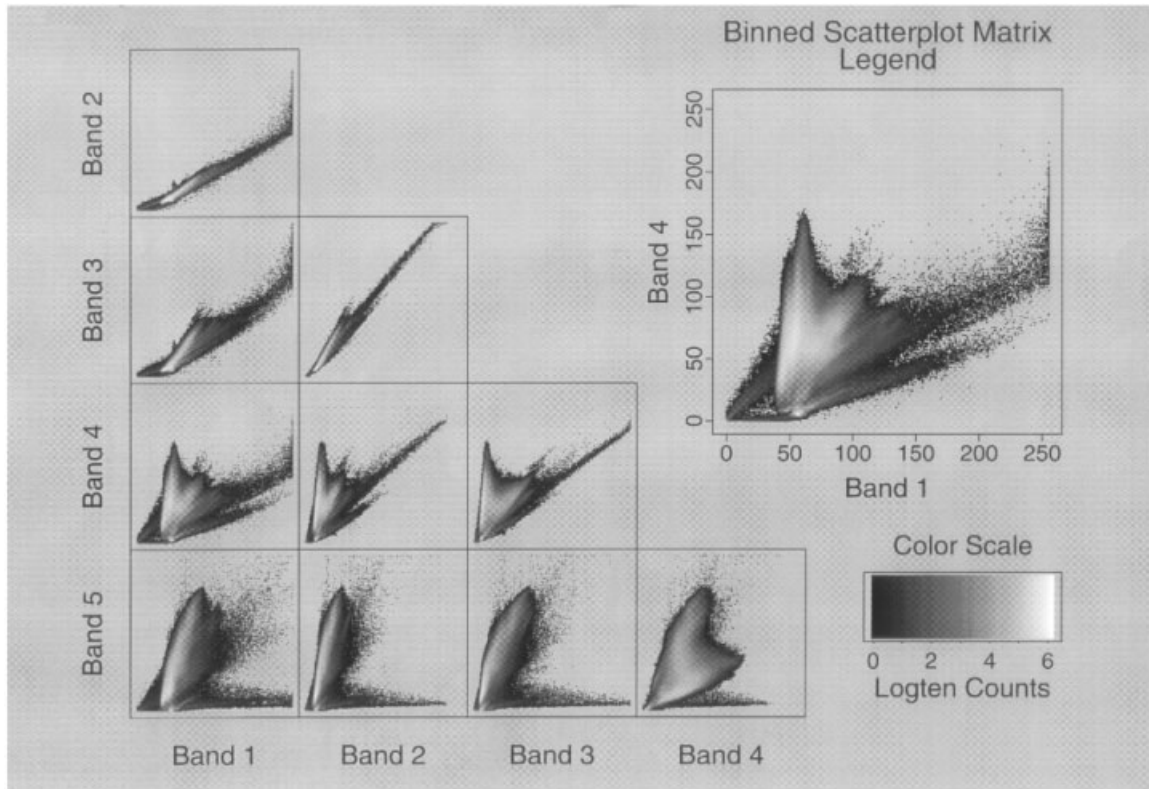 Binned Scatterplot Matrix
Legend
Band 2
Band 3
Band 4
Band 5
Band 1
Band 2
Band 3
Band 4
250
200
150
100
50
0
Band 4
0
50
100
150
200
250
Band 1
Color Scale
0
2
4
6
Logten Counts